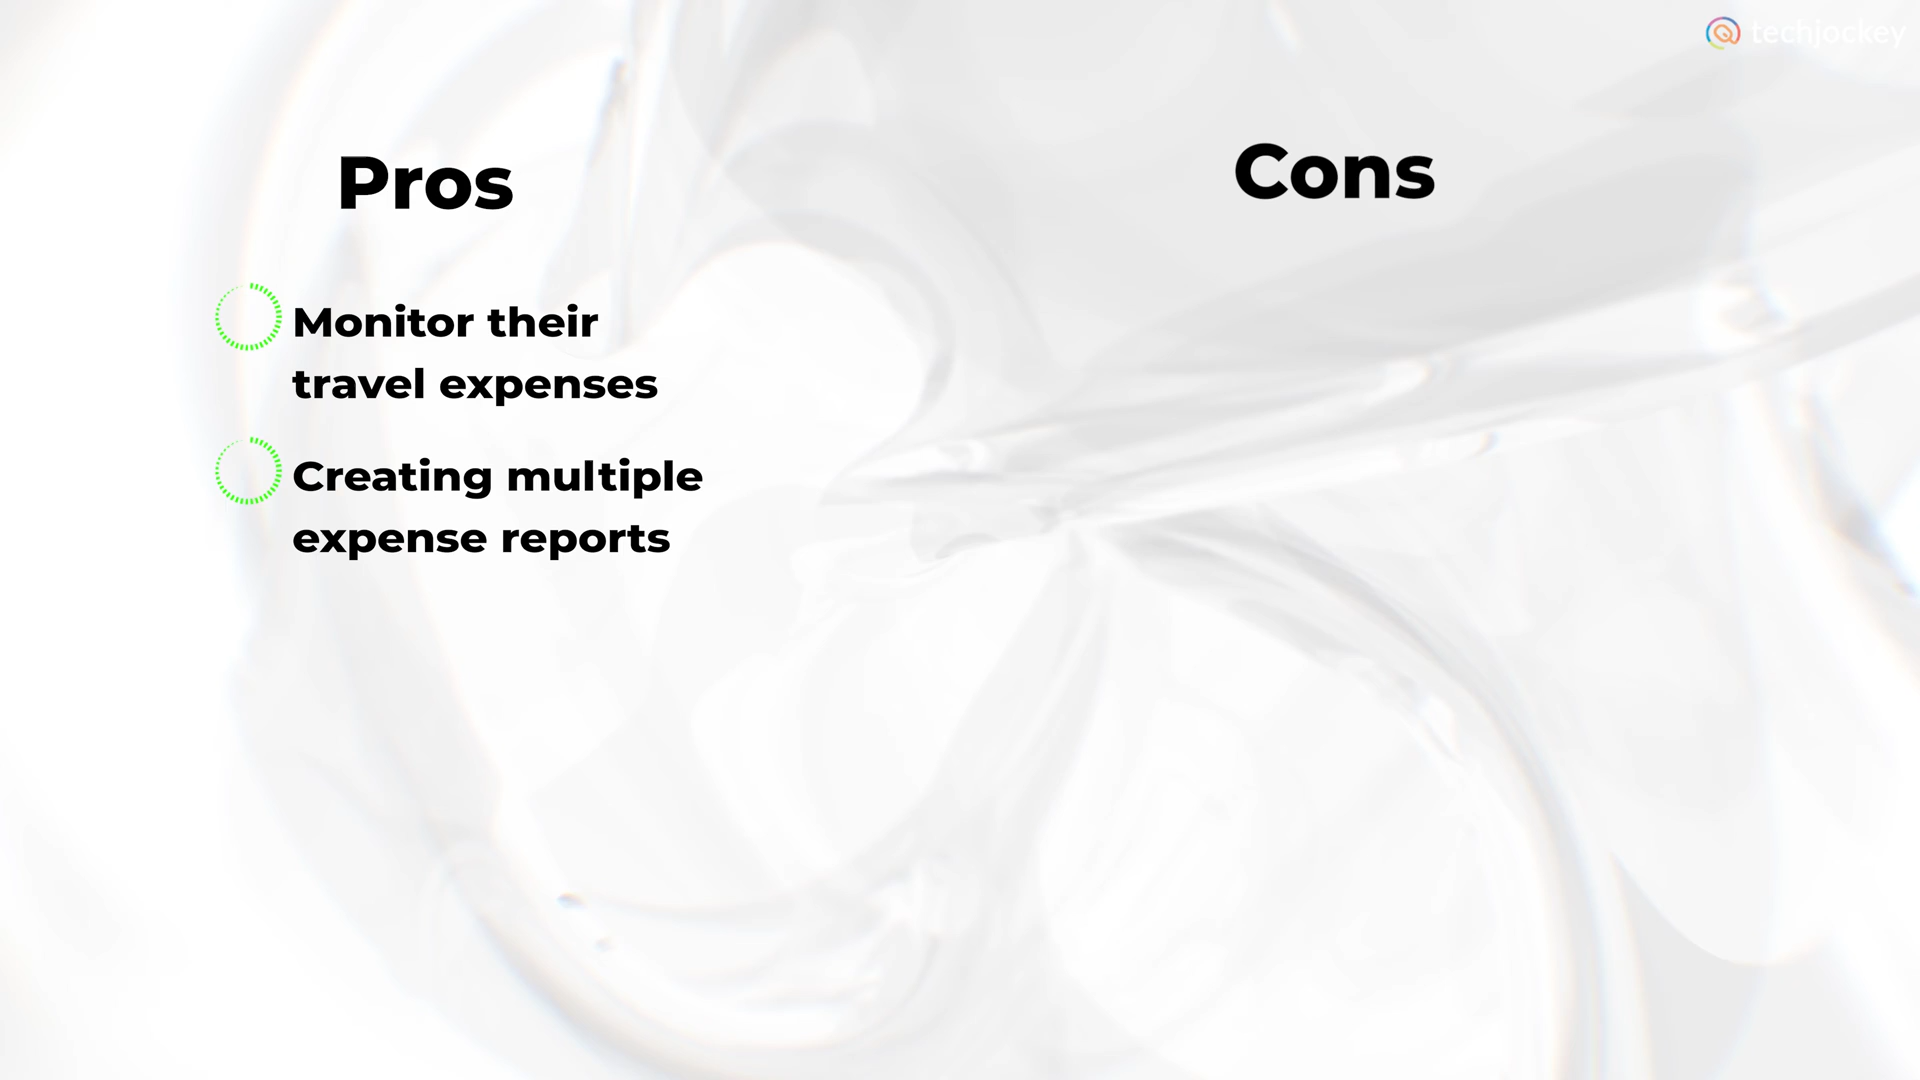 techjockey
Pros
Cons
Monitor their
travel expenses
Creating multiple
expense reports